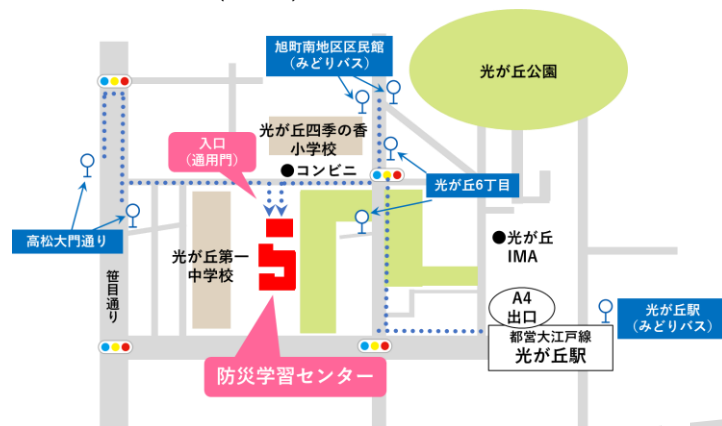 旭町南地区区民館
(みどりバス)
光が丘公園
入口
(通用門)
光が丘四季の香
小学校
●コンビニ
光が丘6丁目
高松大門通り
光が丘第一
中学校
●光が丘
IMA
笹目通り
A4
出口
光が丘駅
(みどりバス)
都営大江戸線
光が丘駅
防災学習センター